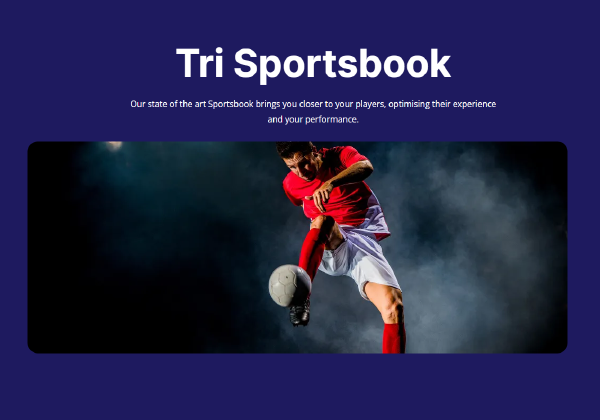 Tri Sportsbook
Our state of the art Sportsbook brings you closer to your players, optimising their experience
and your performance.